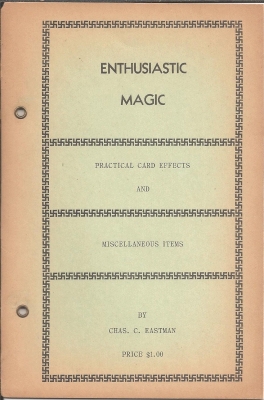 ENTHUSIASTIC
MAGIC
PRACTICAL CARD EFFECTS
AND
MISCELLANEOUS ITEMS
BY
CHAS. C. EASTMAN
PRICE $1.00